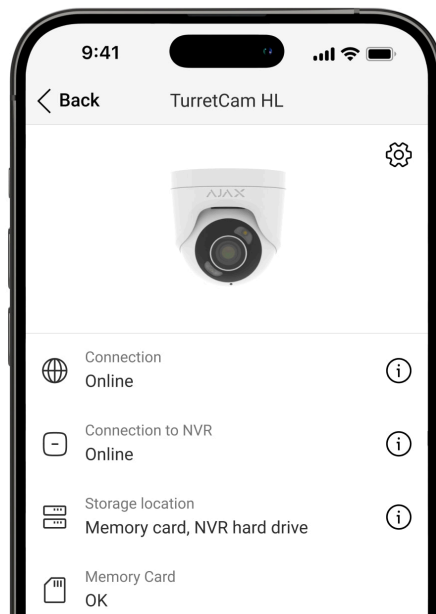 9:41
Back
TurretCam HL
AJAX
Connection
Online
Connection to NVR
Online
Storage location
Memory card, NVR hard drive
Memory Card
OK